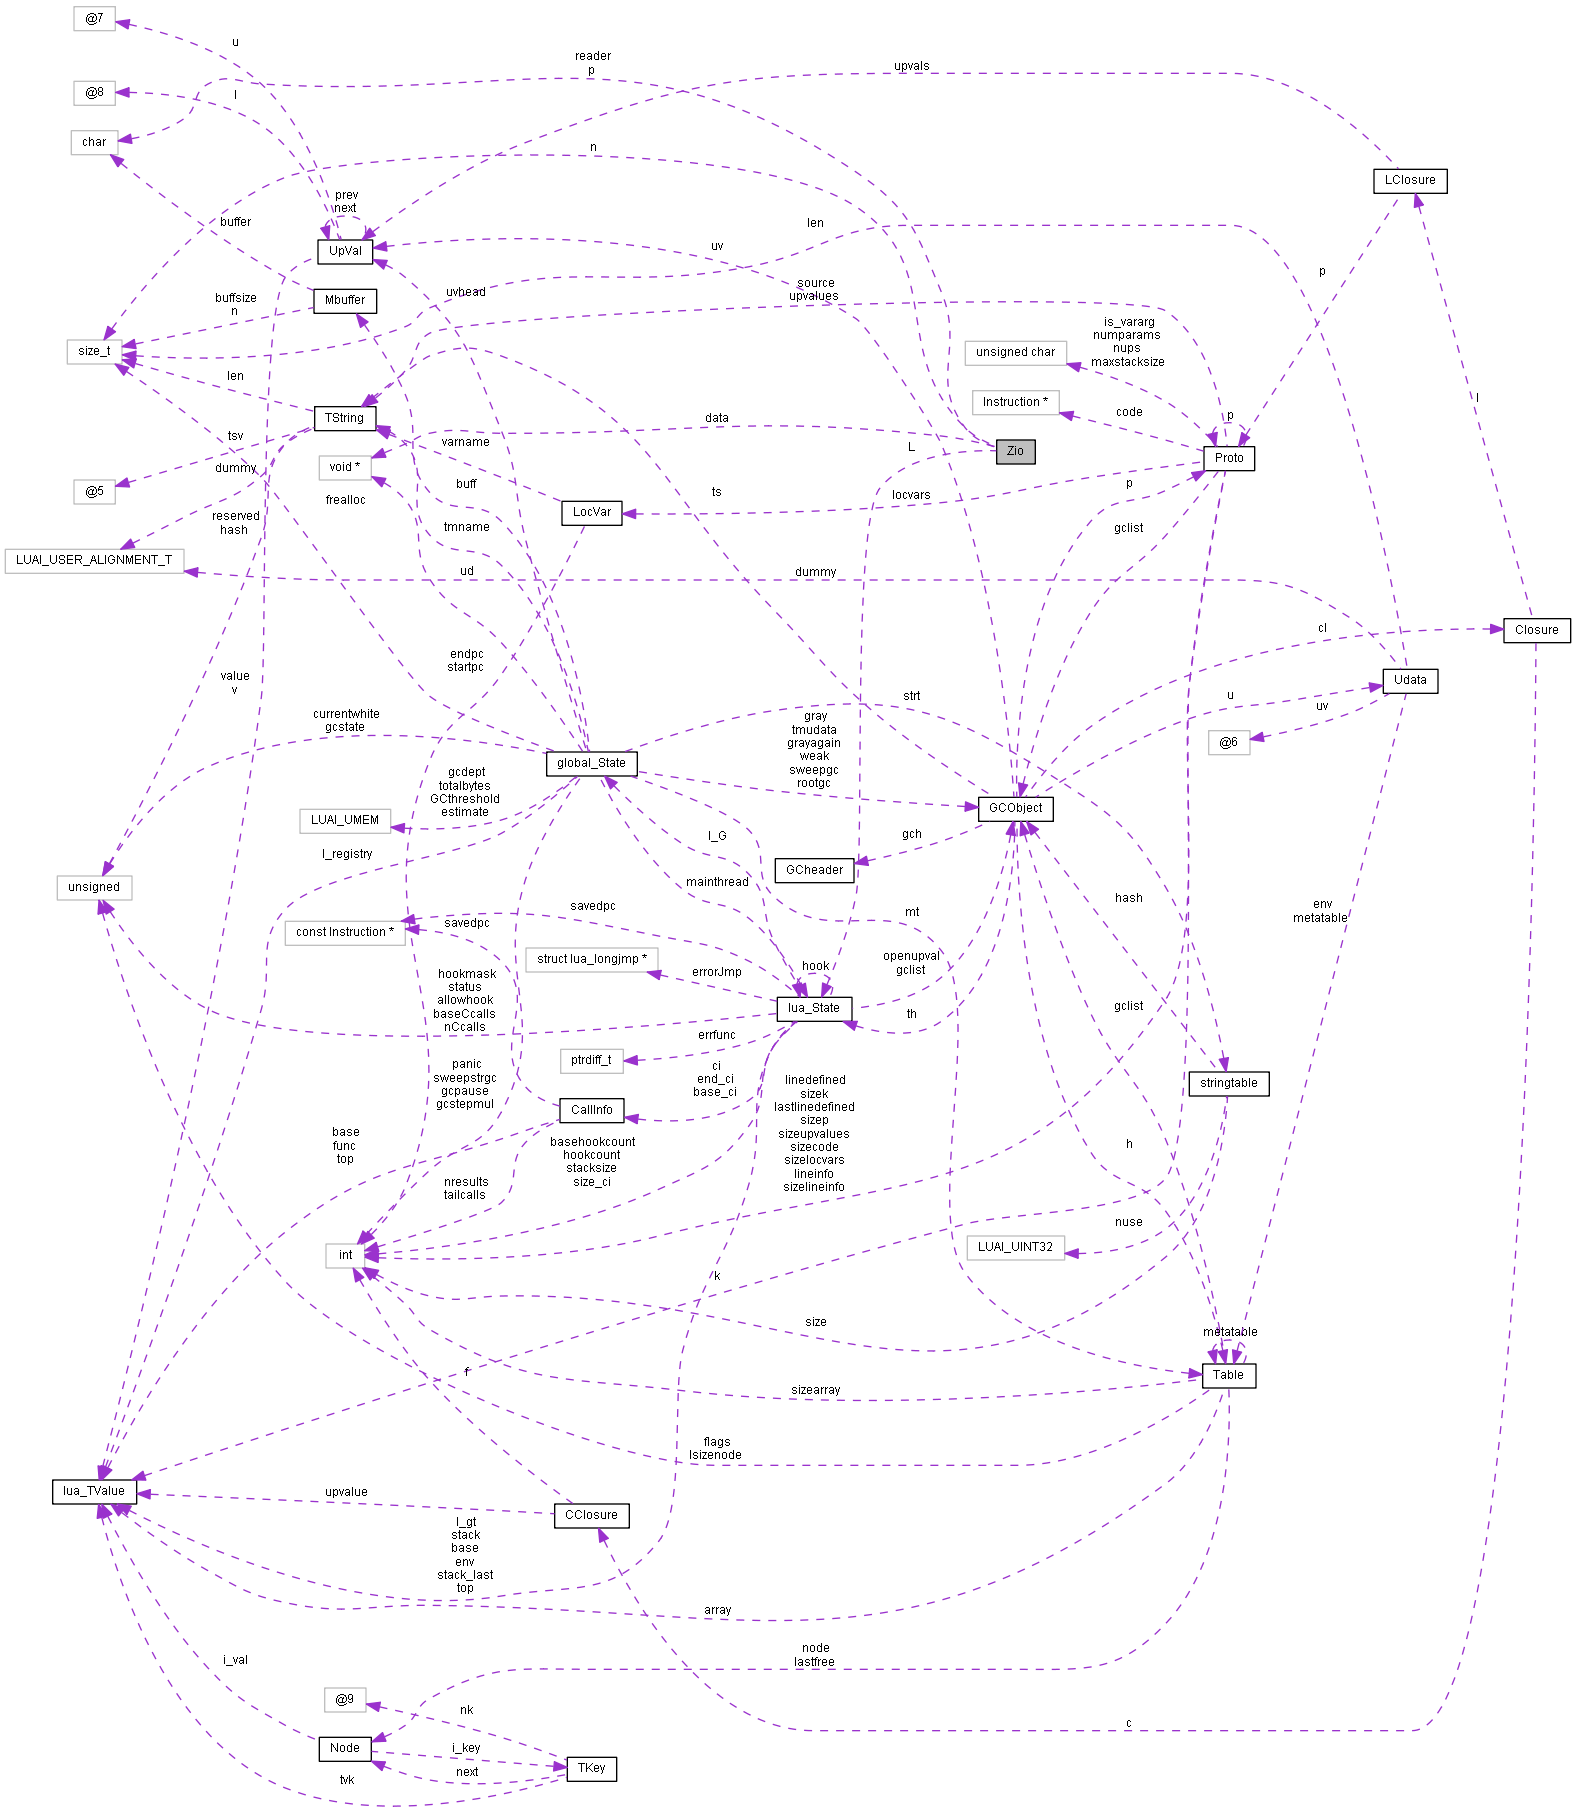 @7
u
reader
p
upvals
@8
l
char
n
LClosure
prev
next
buffer
len
UpVal
uv
p
Mbuffer
uvhead
source
upvalues
buffsize
n
is_vararg
numparams
nups
maxstacksize
size_t
unsigned char
len
Instruction *
TString
data
code
p
tsv
varname
L
Zio
Proto
void *
dummy
@5
buff
ts
p
locvars
frealloc
LocVar
reserved
hash
tmname
gclist
LUAI_USER_ALIGNMENT_T
ud
dummy
cl
Closure
endpc
startpc
value
v
Udata
strt
u
uv
currentwhite
gcstate
gray
tmudata
grayagain
weak
sweepgc
rootgc
@6
global_State
gcdept
totalbytes
GCthreshold
estimate
GCObject
LUAI_UMEM
l_G
gch
l_registry
GCheader
unsigned
mainthread
hash
env
metatable
savedpc
savedpc
mt
const Instruction *
struct lua_longjmp *
hook
openupval
gclist
errorJmp
hookmask
status
allowhook
baseCcalls
nCcalls
lua_State
th
gclist
errfunc
ptrdiff_t
ci
end_ci
base_ci
panic
sweepstrgc
gcpause
gcstepmul
linedefined
sizek
lastlinedefined
sizep
sizeupvalues
sizecode
sizelocvars
lineinfo
sizelineinfo
stringtable
CallInfo
base
func
top
basehookcount
hookcount
stacksize
size_ci
h
nresults
tailcalls
nuse
int
LUAI_UINT32
k
size
metatable
f
Table
sizearray
flags
lsizenode
lua_TValue
upvalue
CClosure
l_gt
stack
base
env
stack_last
top
array
i_val
node
lastfree
@9
nk
c
Node
i_key
next
TKey
tvk
l